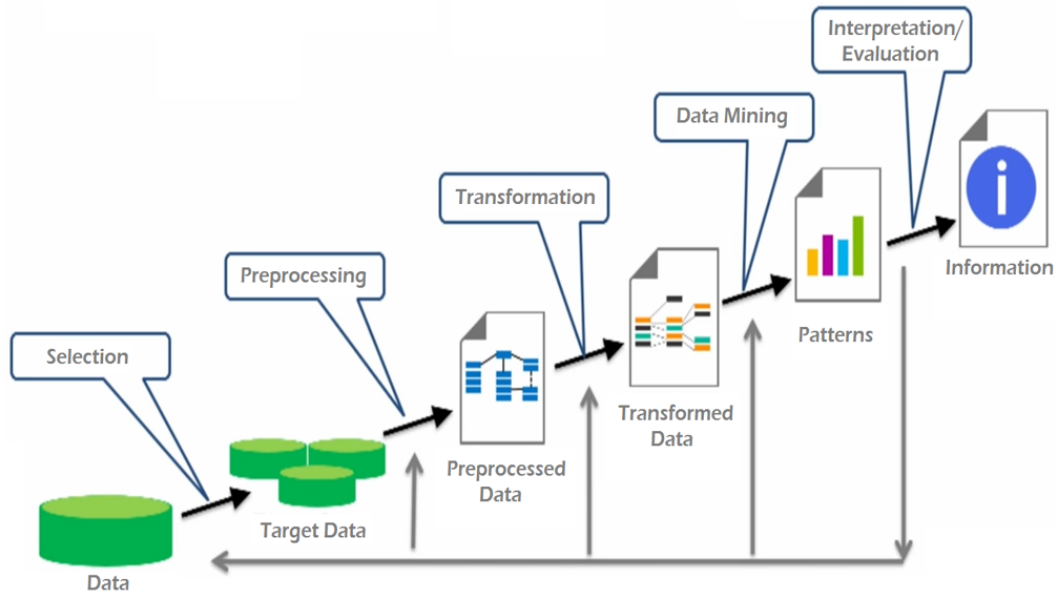 Interpretation/
Evaluation
Data Mining
Transformation
Preprocessing
Selection
Information
Patterns
Transformed
Data
Preprocessed
Data
Target Data
Data